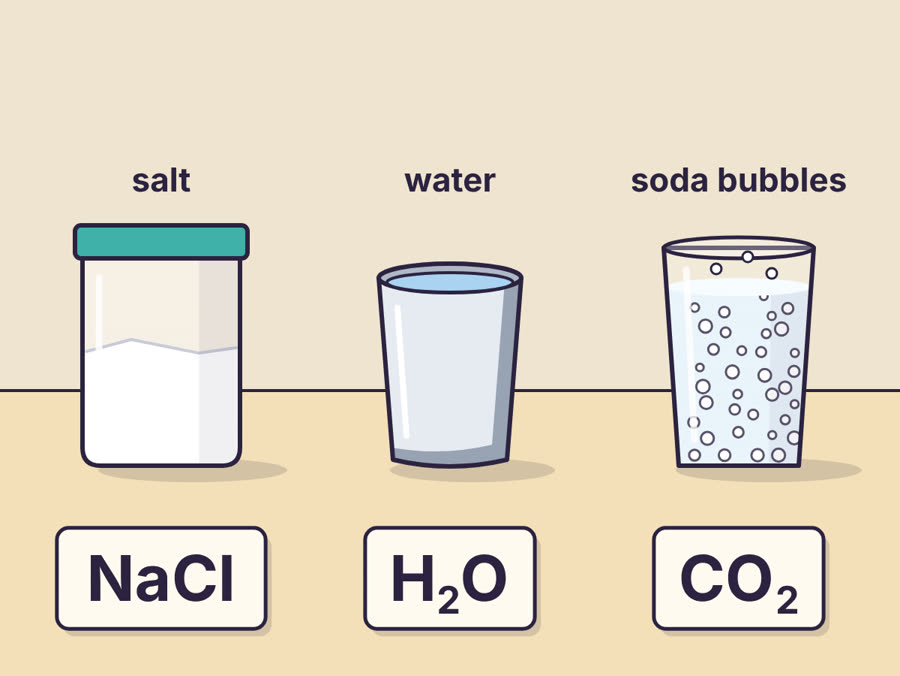 salt
water
soda bubbles
NaCl
H₂O
CO₂